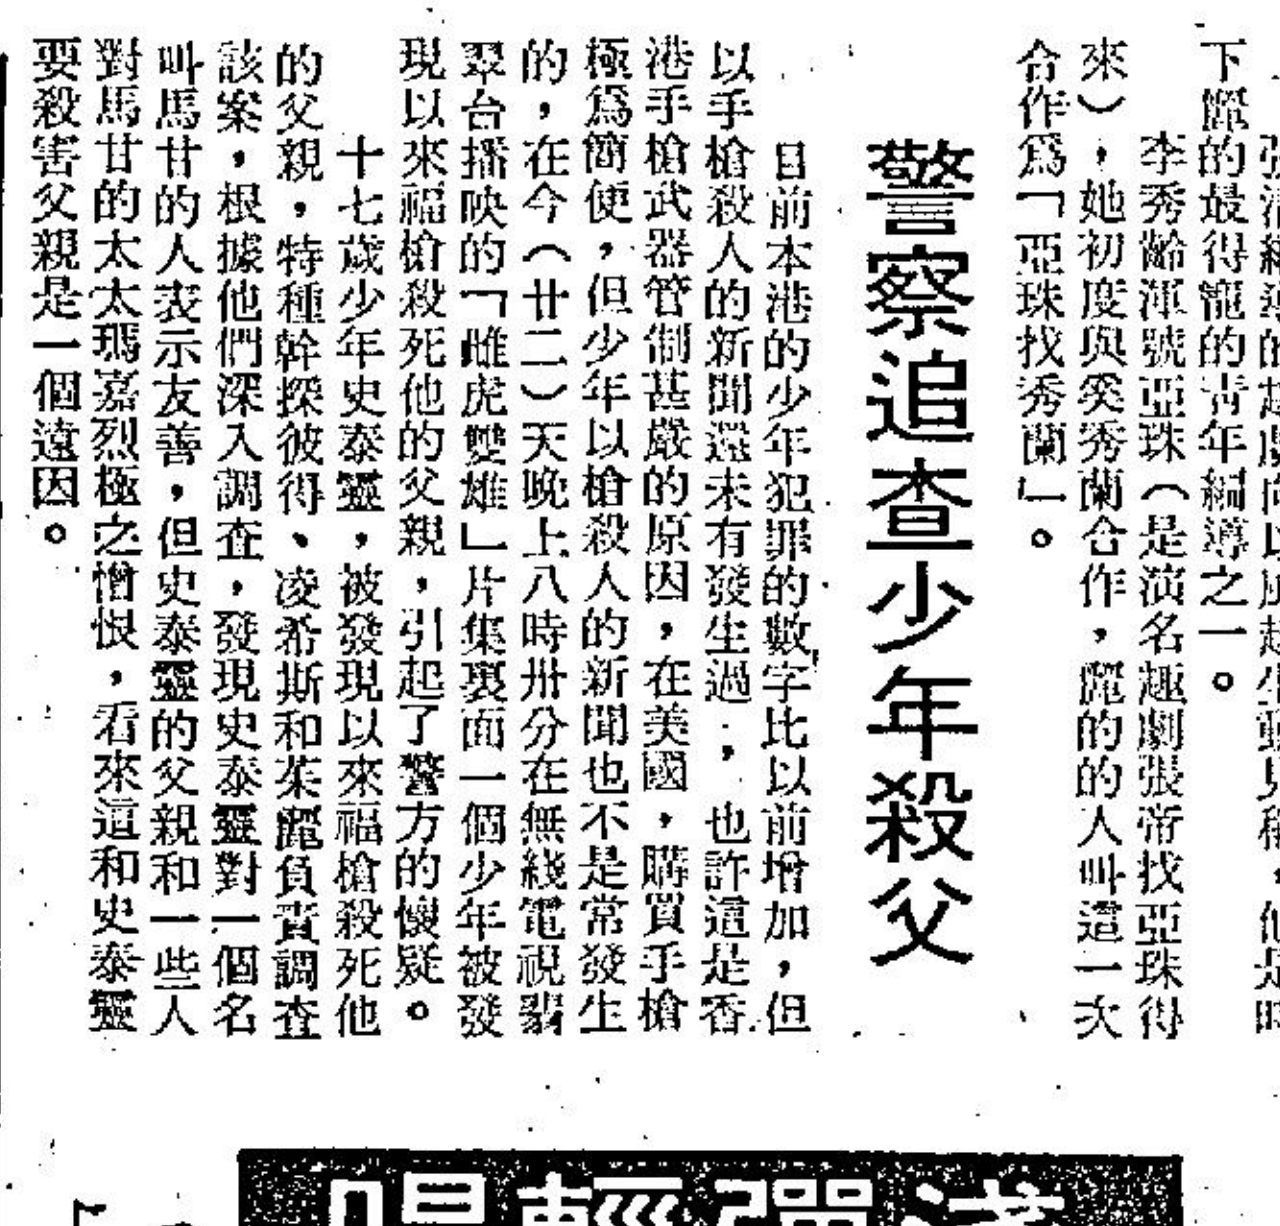 下麗的最得寵的青年編導之一。
李秀齡渾號亞珠（是演名趣劇張帝找亞珠得
來），她初度與奚秀蘭合作，麗的的人叫這一次
合作爲「亞珠找秀蘭」。
警察追查少年殺父
目前本港的少年犯罪的數字比以前增加，但
以手槍殺人的新聞還未有發生過，也許這是香
港手槍武器管制甚嚴的原因，在美國，購買手槍
極爲簡便，但少年以槍殺人的新聞也不是常發生
的，在今（廿二）天晚上八時卅分在無綫電視翡
翠台播映的「雌虎雙雄」片集裏面一個少年被發
現以來福槍殺死他的父親，引起了警方的懷疑。
十七歲少年史泰靈，被發現以來福槍殺死他
的父親，特種幹探彼得、凌希斯和茱麗負責調查
該案，根據他們深入調查，發現史泰靈對一個名
叫馬甘的人表示友善，但史泰靈的父親和一些人
對馬甘的太太瑪嘉烈極之憎恨，看來這和史泰靈
要殺害父親是一個遠因。